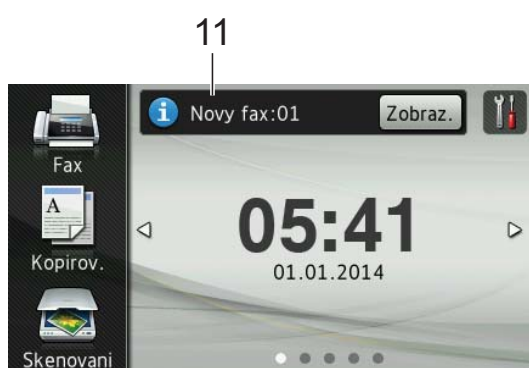 11
Novy fax:01
Zobraz.
Fax
A
Kopirov.
05:41
01.01.2014
Skenovani